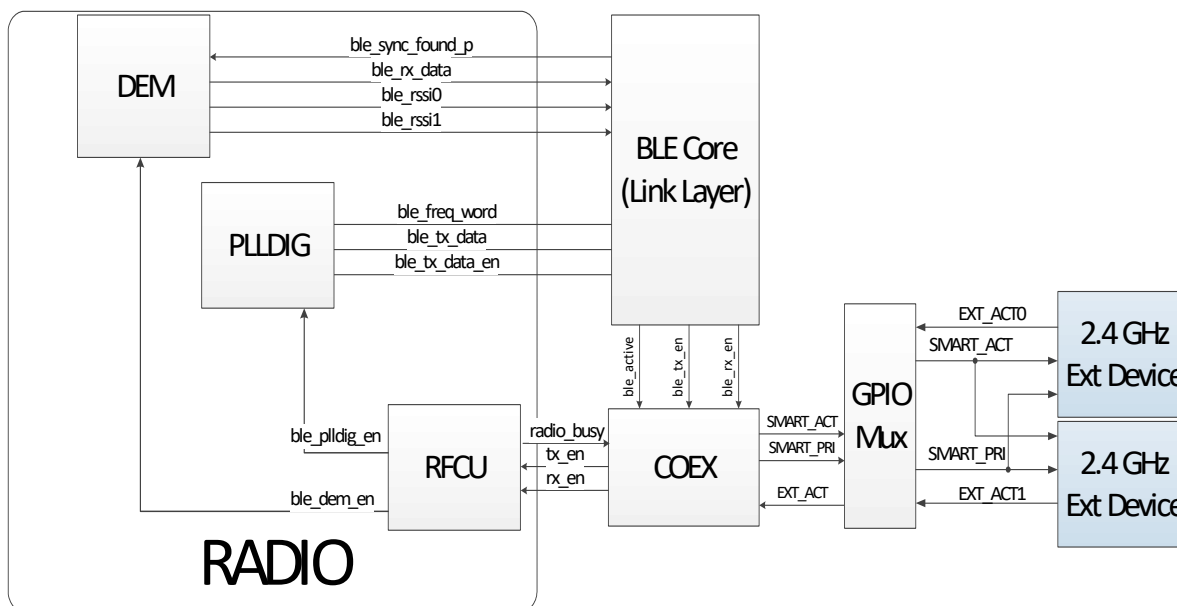 DEM
ble_sync_found_p
ble_rx_data
ble_rssi0
ble_rssi1
BLE Core
(Link Layer)
PLLDIG
ble_freq_word
ble_tx_data
ble_tx_data_en
ble_active
ble_tx_en
ble_rx_en
GPIO
Mux
EXT_ACT0
SMART_ACT
SMART_PRI
EXT_ACT1
2.4 GHz
Ext Device
2.4 GHz
Ext Device
ble_plldig_en
ble_dem_en
RFCU
radio_busy
tx_en
rx_en
COEX
SMART_ACT
SMART_PRI
EXT_ACT
RADIO